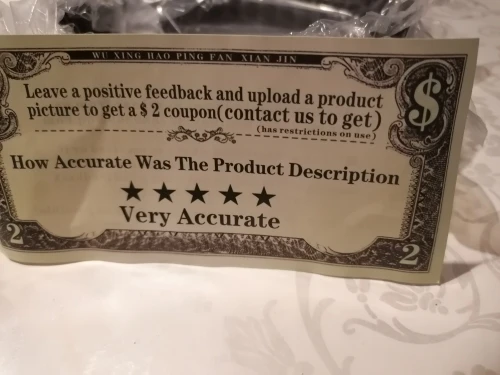 WU XING HAO PING FAN XIAN JIN
Leave a positive feedback and upload a product
picture to get a $ 2 coupon(contact us to get)
(has restrictions on use)
How Accurate Was The Product Description
★ ★ ★ ★ ★
Very Accurate
$
2
2